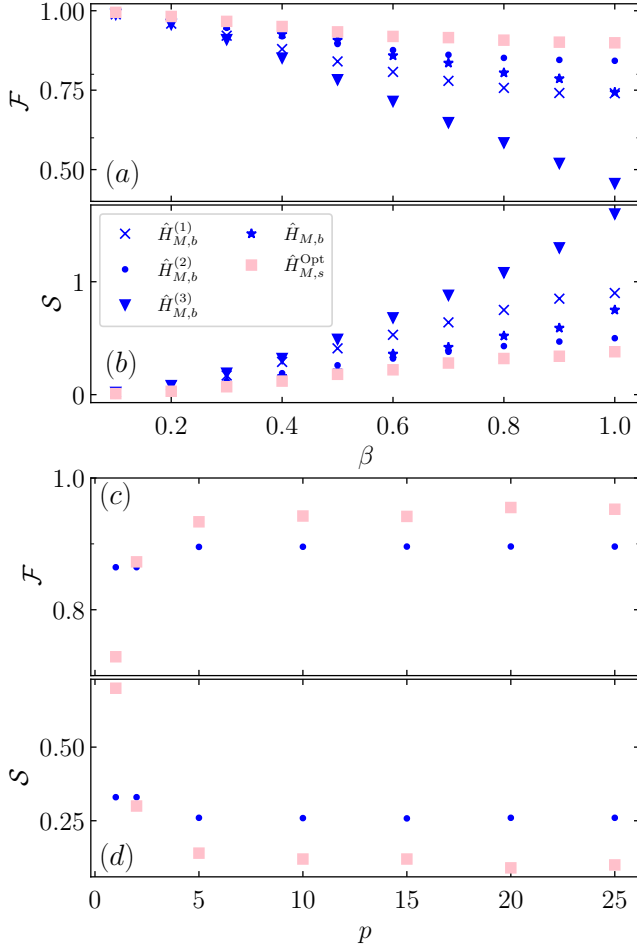 1.00
0.75
0.50
𝓕
(a)
Ĥ_{M,b}^{(1)}
Ĥ_{M,b}^{(2)}
Ĥ_{M,b}^{(3)}
Ĥ_{M,b}
Ĥ_{M,s}^{Opt}
1
0
𝒮
(b)
0.2 0.4 0.6 0.8 1.0
β
1.0
0.8
𝓕
(c)
0.50
0.25
𝒮
(d)
0 5 10 15 20 25
p